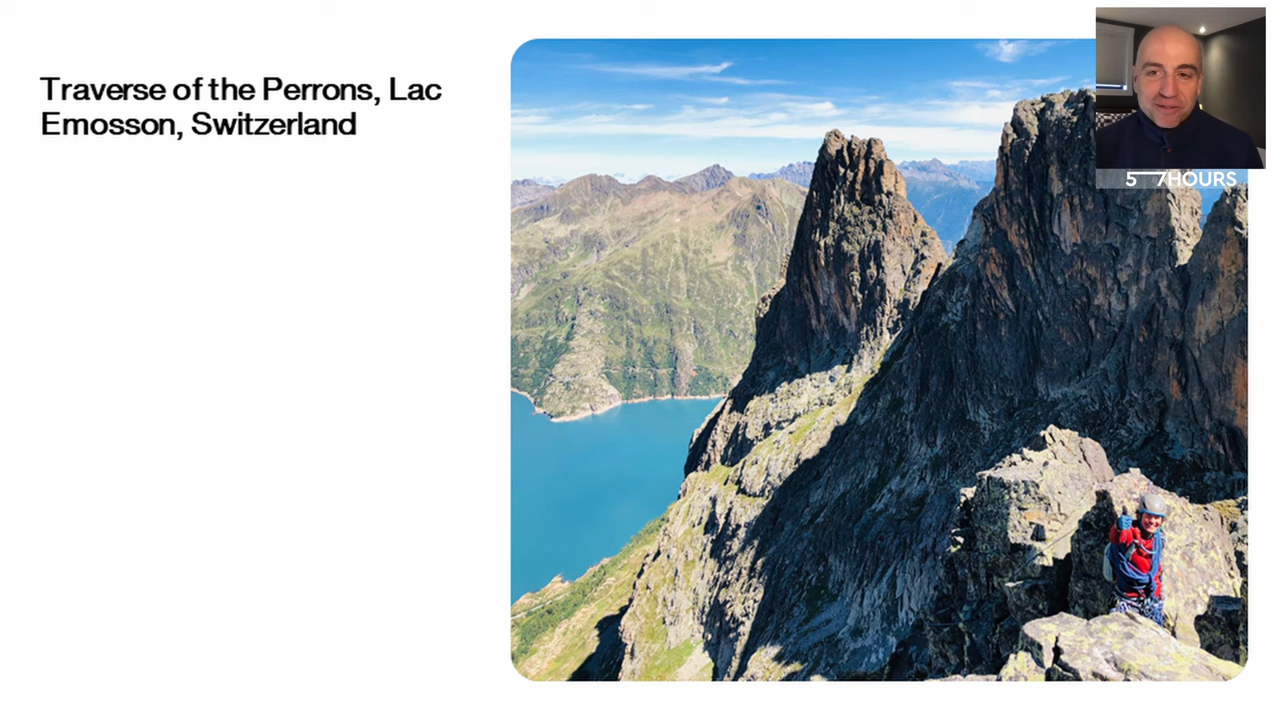 Traverse of the Perrons, Lac
Emosson, Switzerland
5—7HOURS